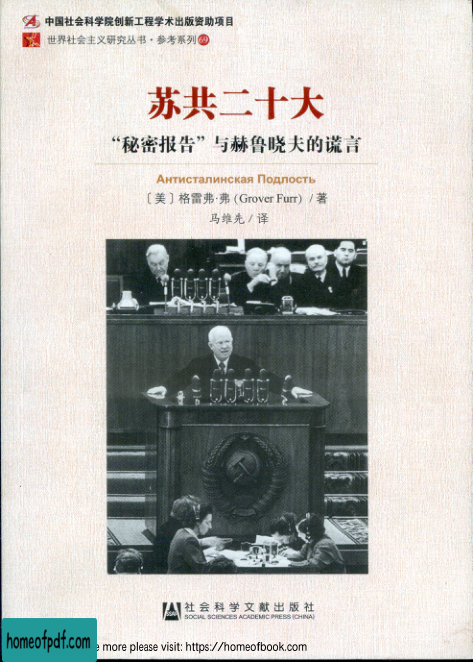 中国社会科学院创新工程学术出版资助项目
世界社会主义研究丛书·参考系列69
苏共二十大
“秘密报告”与赫鲁晓夫的谎言
Антисталинская Подлость
〔美〕格雷弗·弗（Grover Furr）/著
马维先/译
社会科学文献出版社
SOCIAL SCIENCES ACADEMIC PRESS (CHINA)
homeofpdf.com
e more please visit: https://homeofbook.com